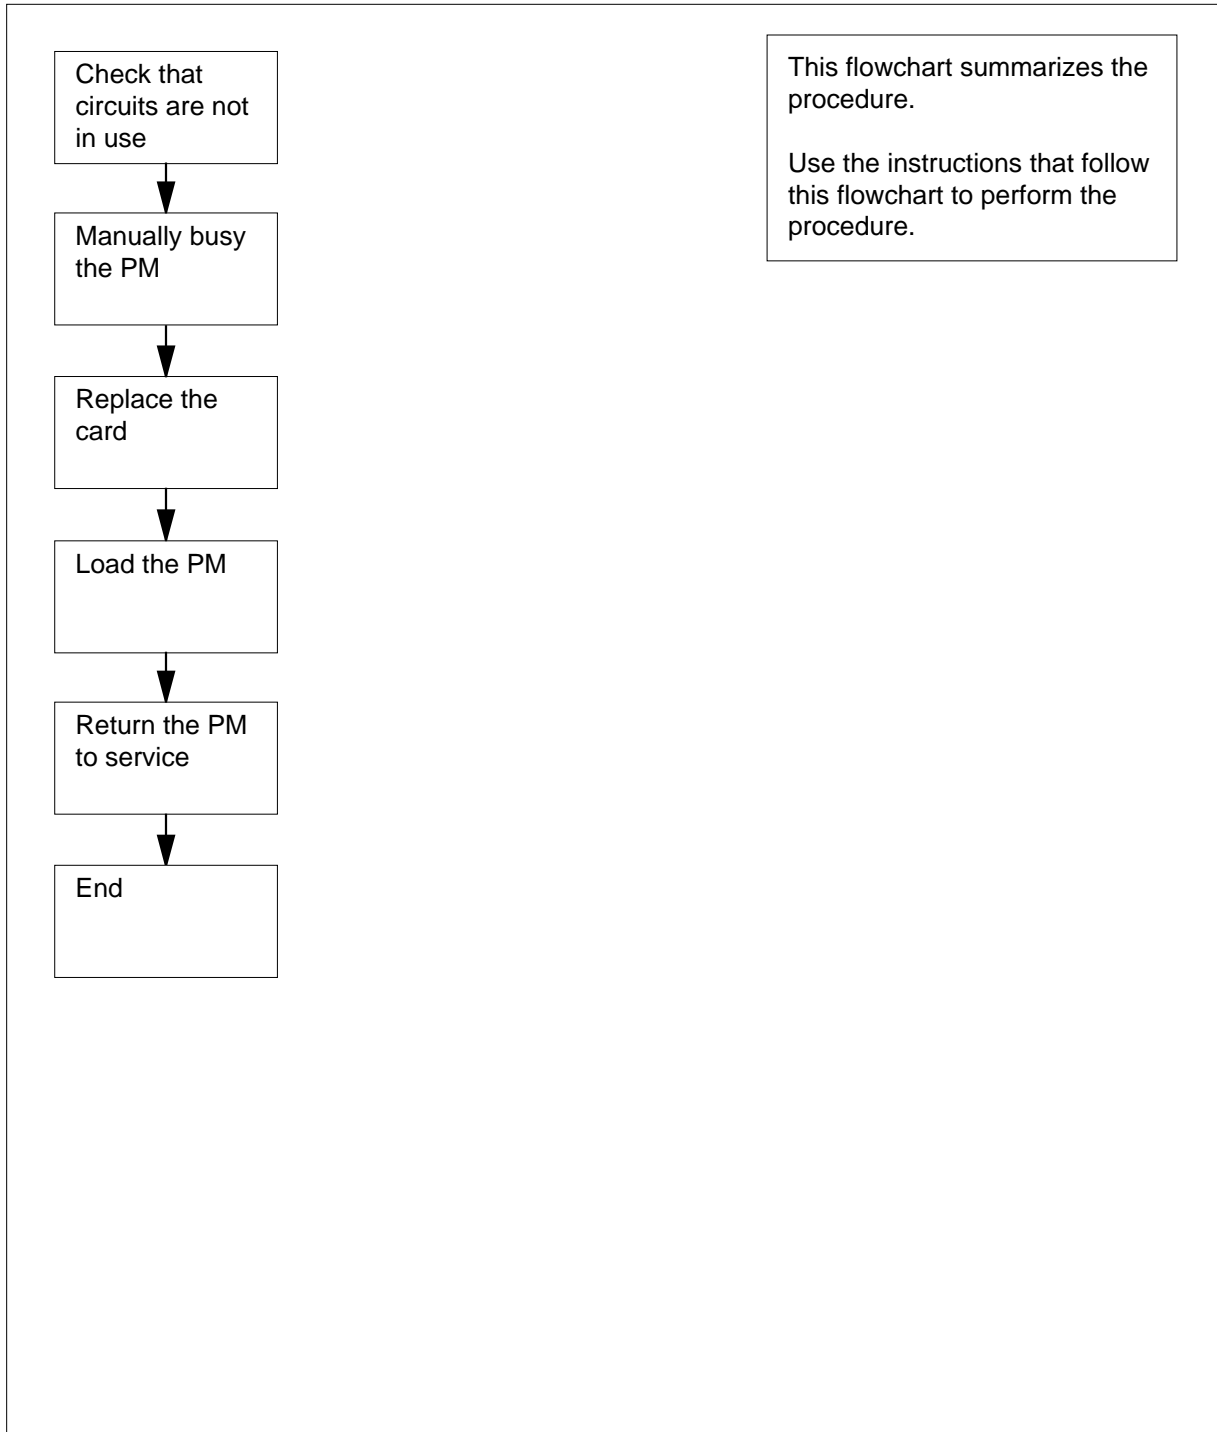 Check that
circuits are not
in use
Manually busy
the PM
Replace the
card
Load the PM
Return the PM
to service
End
This flowchart summarizes the
procedure.
Use the instructions that follow
this flowchart to perform the
procedure.